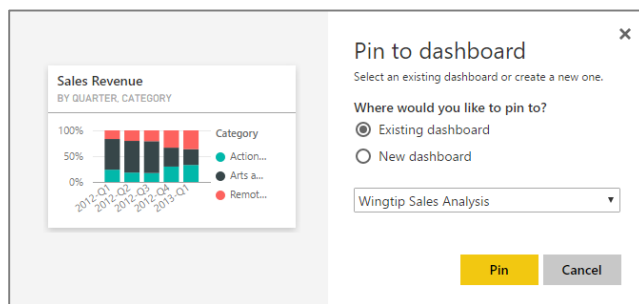 Sales Revenue
BY QUARTER, CATEGORY
100%
50%
0%
2012-Q1
2012-Q2
2012-Q3
2012-Q4
2013-Q1
Category
Action...
Arts a...
Remot...
Pin to dashboard
Select an existing dashboard or create a new one.
Where would you like to pin to?
Existing dashboard
New dashboard
Wingtip Sales Analysis
Pin
Cancel